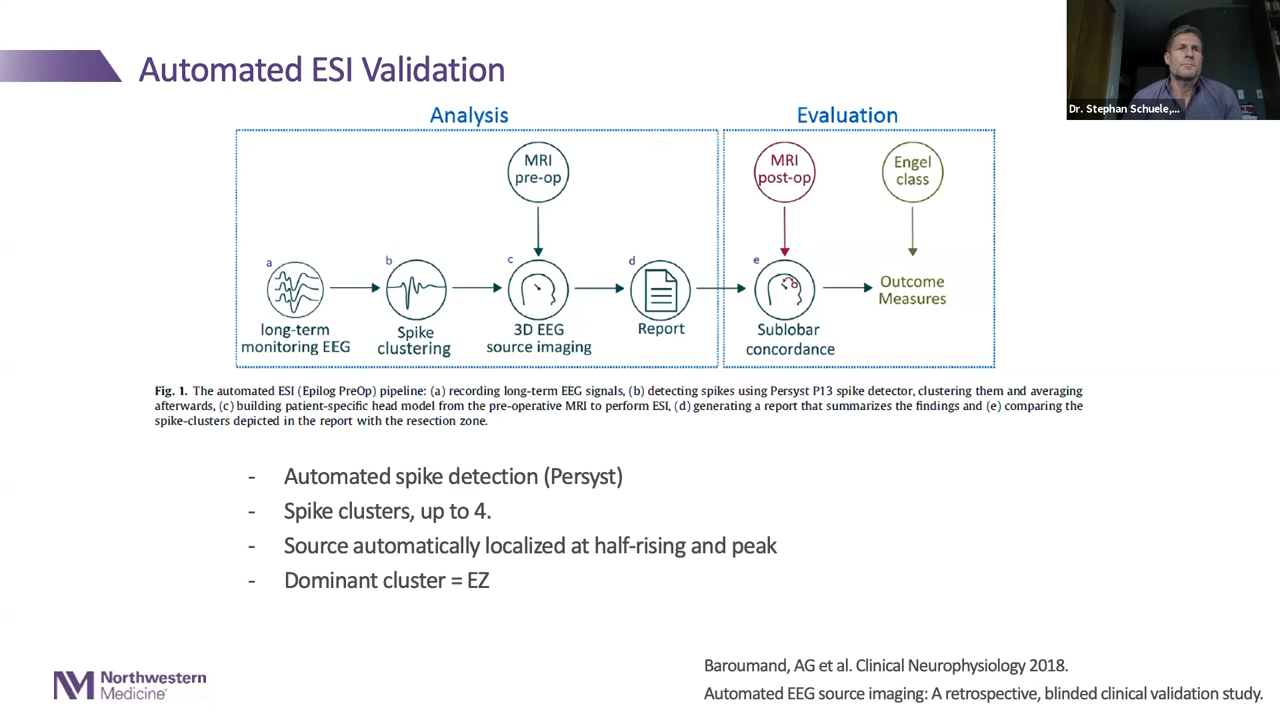 Automated ESI Validation
Dr. Stephan Schuele,...
Analysis
Evaluation
MRI
pre-op
MRI
post-op
Engel
class
a
b
c
d
e
long-term
monitoring EEG
Spike
clustering
3D EEG
source imaging
Report
Sublobar
concordance
Outcome
Measures
Fig. 1. The automated ESI (Epilog PreOp) pipeline: (a) recording long-term EEG signals, (b) detecting spikes using Persyst P13 spike detector, clustering them and averaging
afterwards, (c) building patient-specific head model from the pre-operative MRI to perform ESI, (d) generating a report that summarizes the findings and (e) comparing the
spike-clusters depicted in the report with the resection zone.
- Automated spike detection (Persyst)
- Spike clusters, up to 4.
- Source automatically localized at half-rising and peak
- Dominant cluster = EZ
Northwestern
Medicine®
Baroumand, AG et al. Clinical Neurophysiology 2018.
Automated EEG source imaging: A retrospective, blinded clinical validation study.